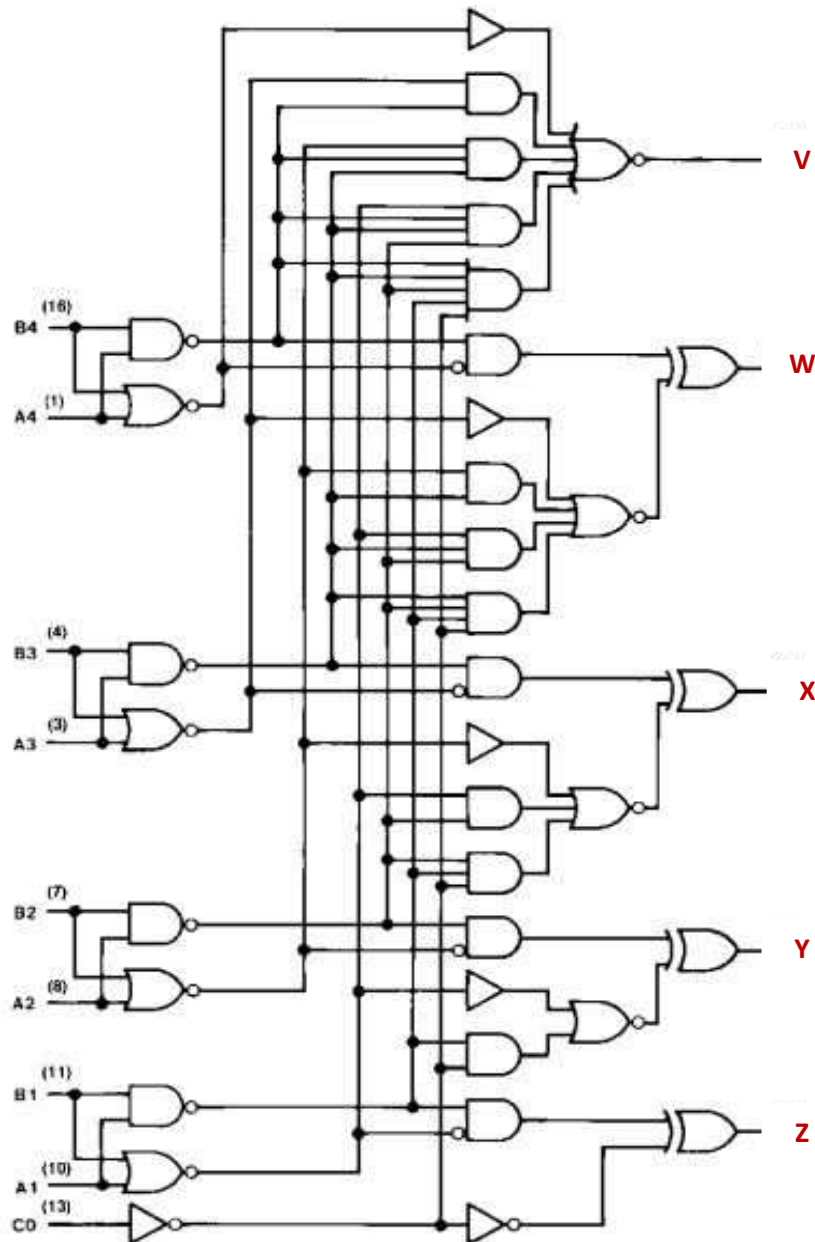 V
(16)
B4
W
(1)
A4
(4)
B3
X
(3)
A3
(7)
B2
Y
(8)
A2
(11)
B1
Z
(10)
A1
(13)
C0